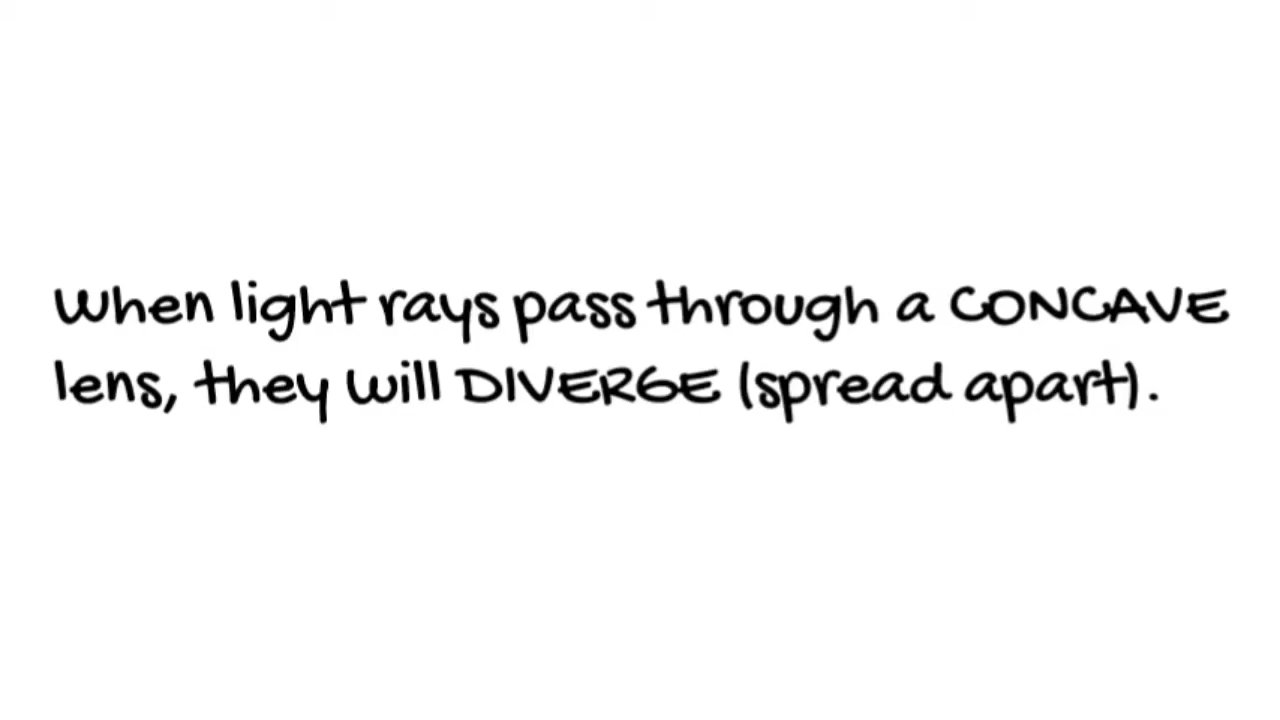 When light rays pass through a CONCAVE
lens, they will DIVERGE (spread apart).